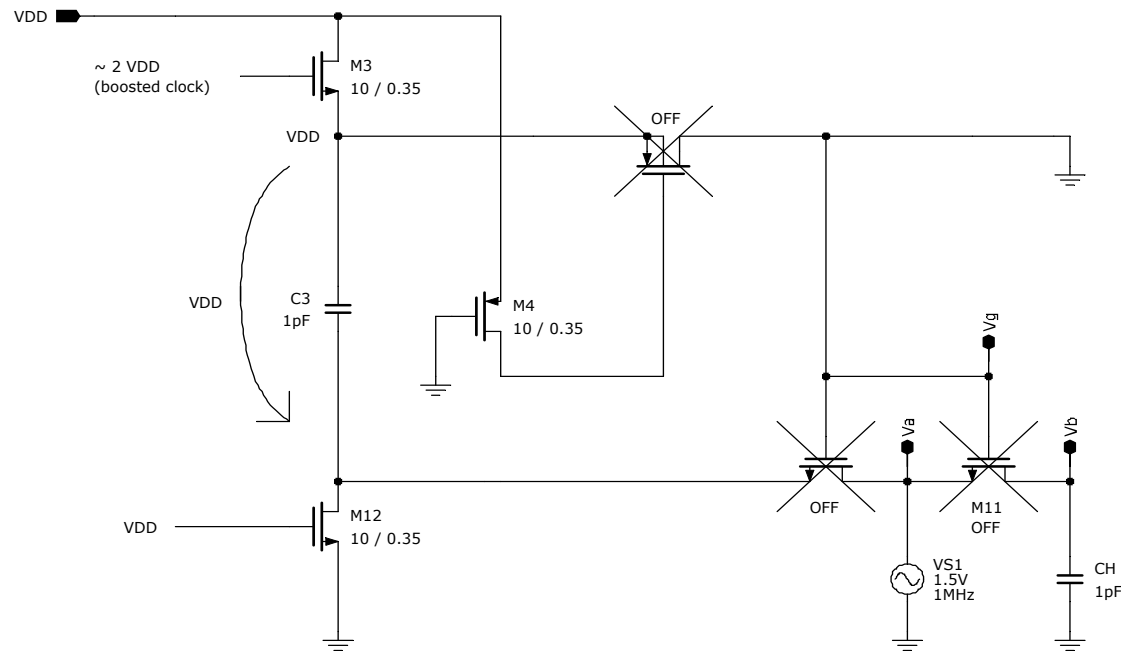 VDD
~ 2 VDD
(boosted clock)
M3
10 / 0.35
OFF
VDD
VDD
C3
1pF
M4
10 / 0.35
Vg
Va
Vb
M12
10 / 0.35
VDD
OFF
M11
OFF
VS1
1.5V
1MHz
CH
1pF